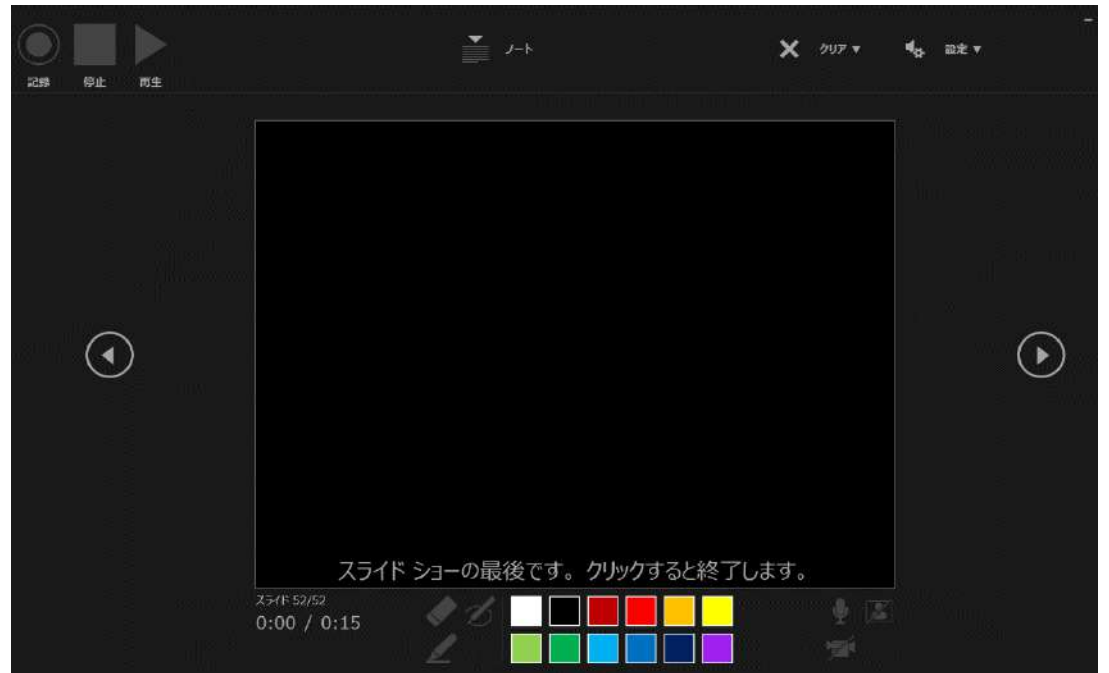 ノート
クリア ▼
設定 ▼
記録
停止
再生
スライド ショーの最後です。クリックすると終了します。
スライド 52/52
0:00 / 0:15